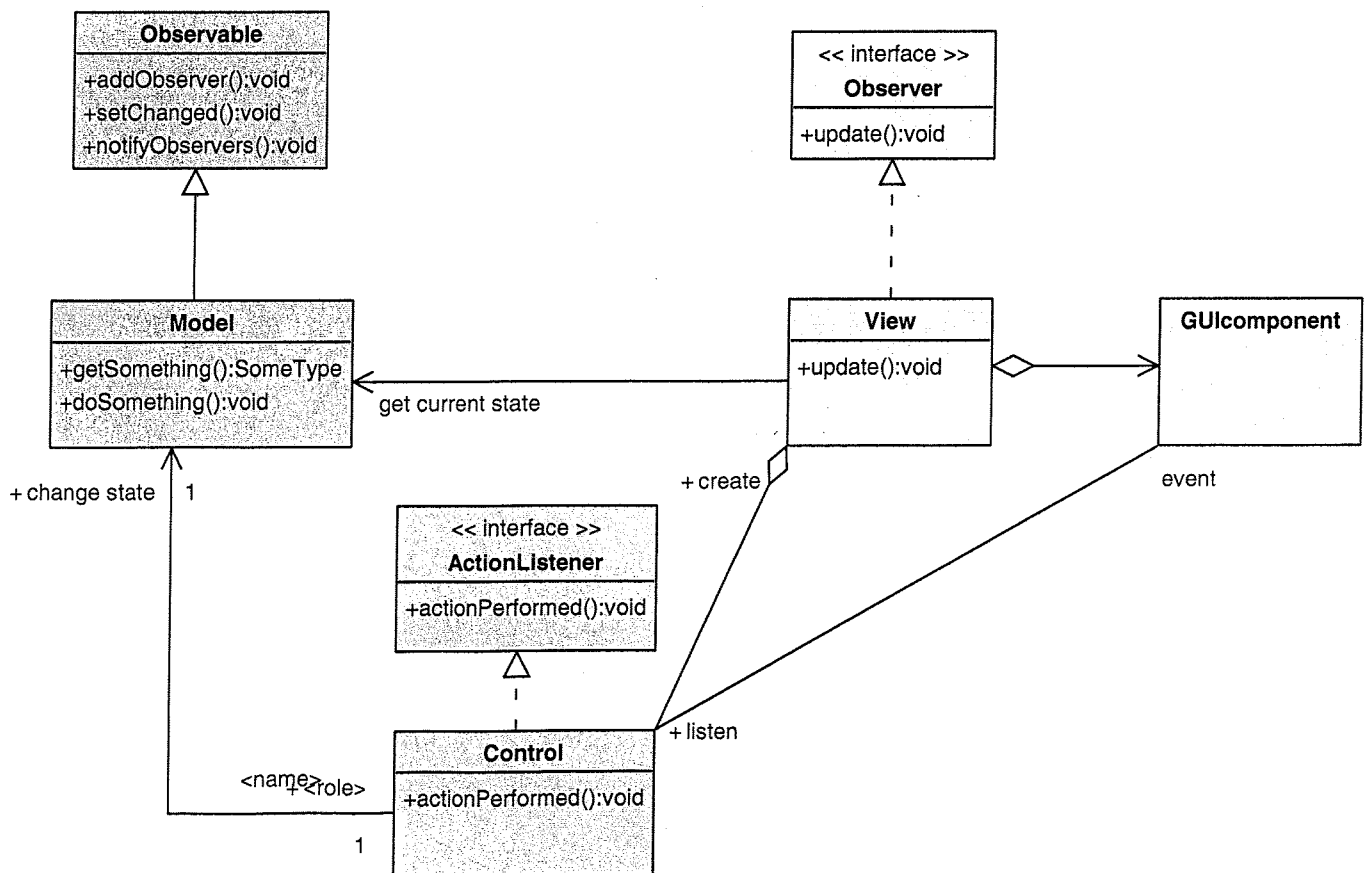 Observable
+addObserver():void
+setChanged():void
+notifyObservers():void
<< interface >>
Observer
+update():void
Model
+getSomething():SomeType
+doSomething():void
View
+update():void
GUIcomponent
get current state
+ change state
1
+ create
event
<< interface >>
ActionListener
+actionPerformed():void
+ listen
Control
+actionPerformed():void
<name>
+ <role>
1